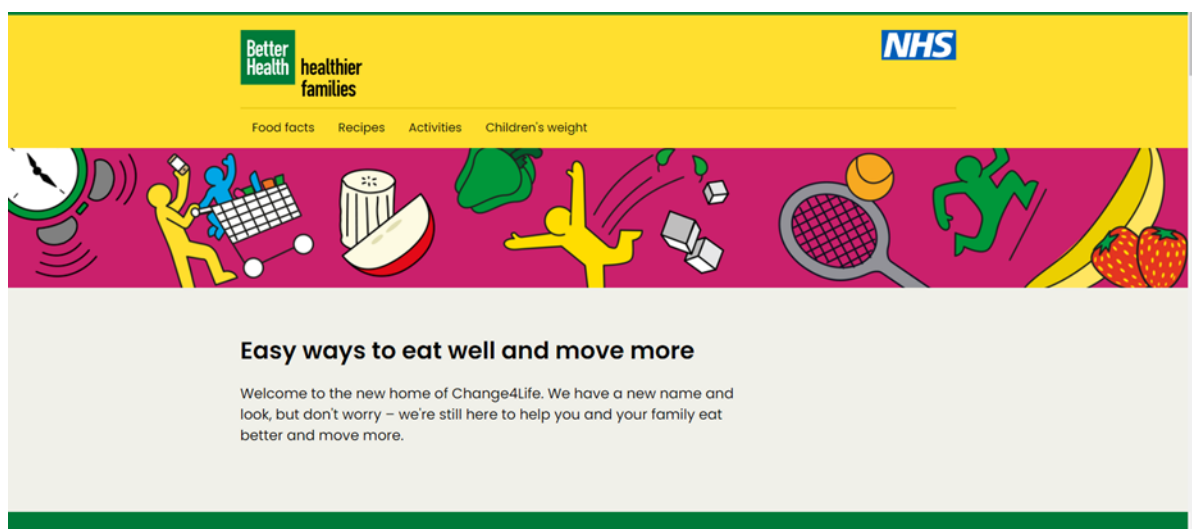 Better
Health
healthier
families
NHS
Food facts Recipes Activities Children's weight
Easy ways to eat well and move more
Welcome to the new home of Change4Life. We have a new name and
look, but don't worry – we're still here to help you and your family eat
better and move more.